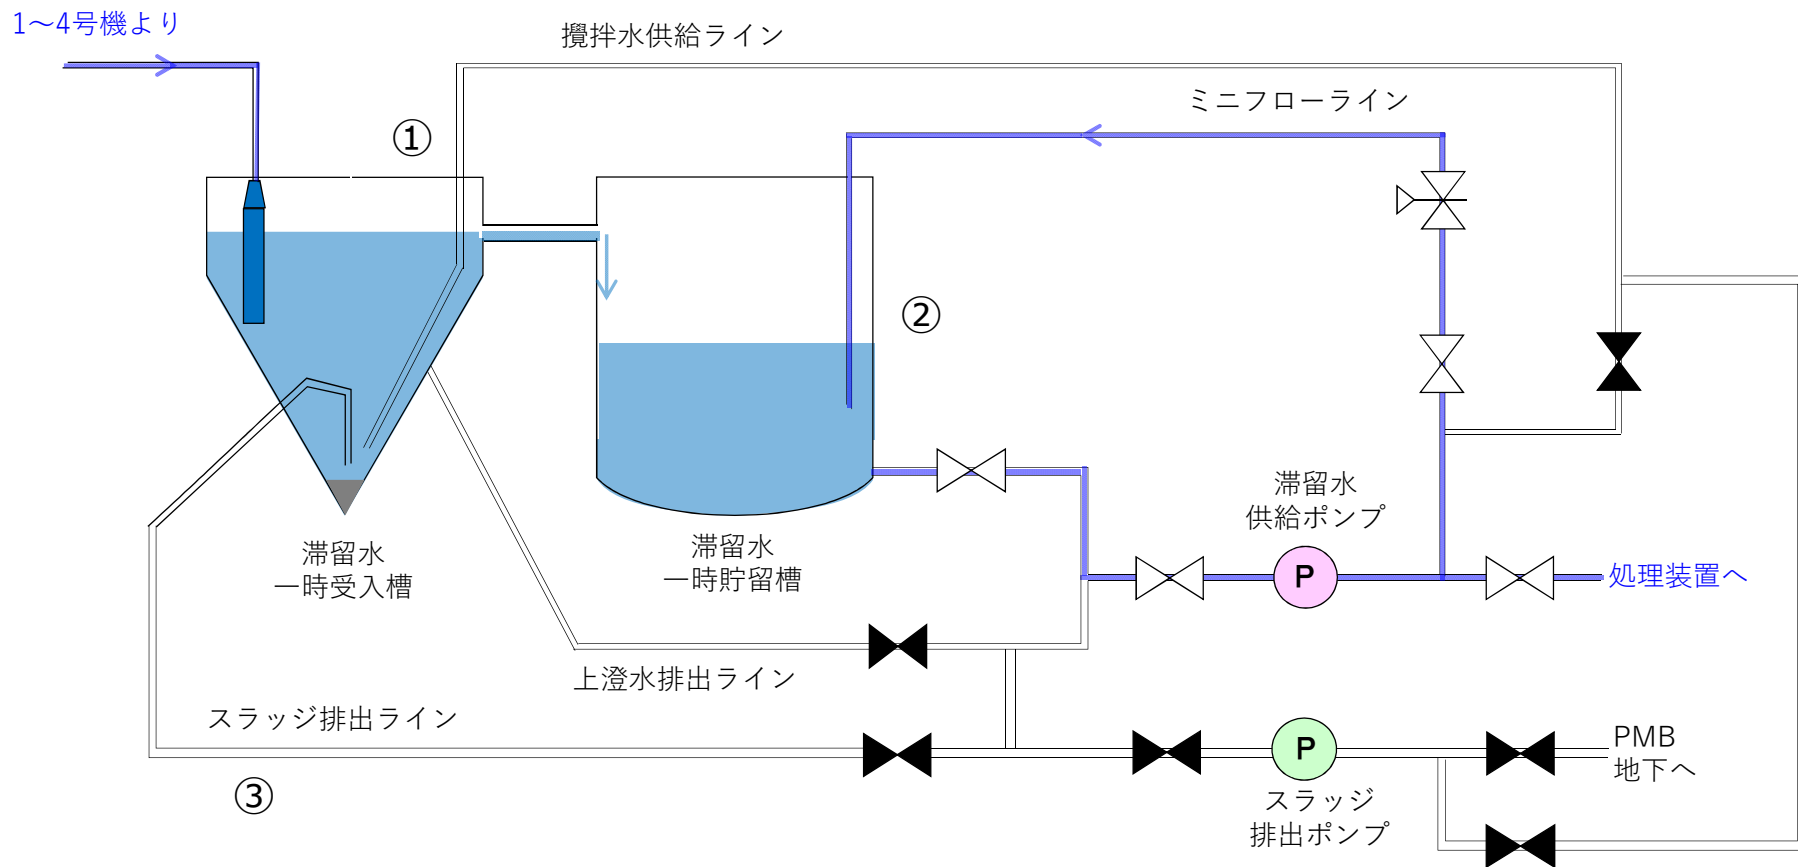 1～4号機より
攪拌水供給ライン
ミニフローライン
①
②
滞留水
供給ポンプ
滞留水
一時受入槽
滞留水
一時貯留槽
P
処理装置へ
上澄水排出ライン
スラッジ排出ライン
③
P
PMB
地下へ
スラッジ
排出ポンプ